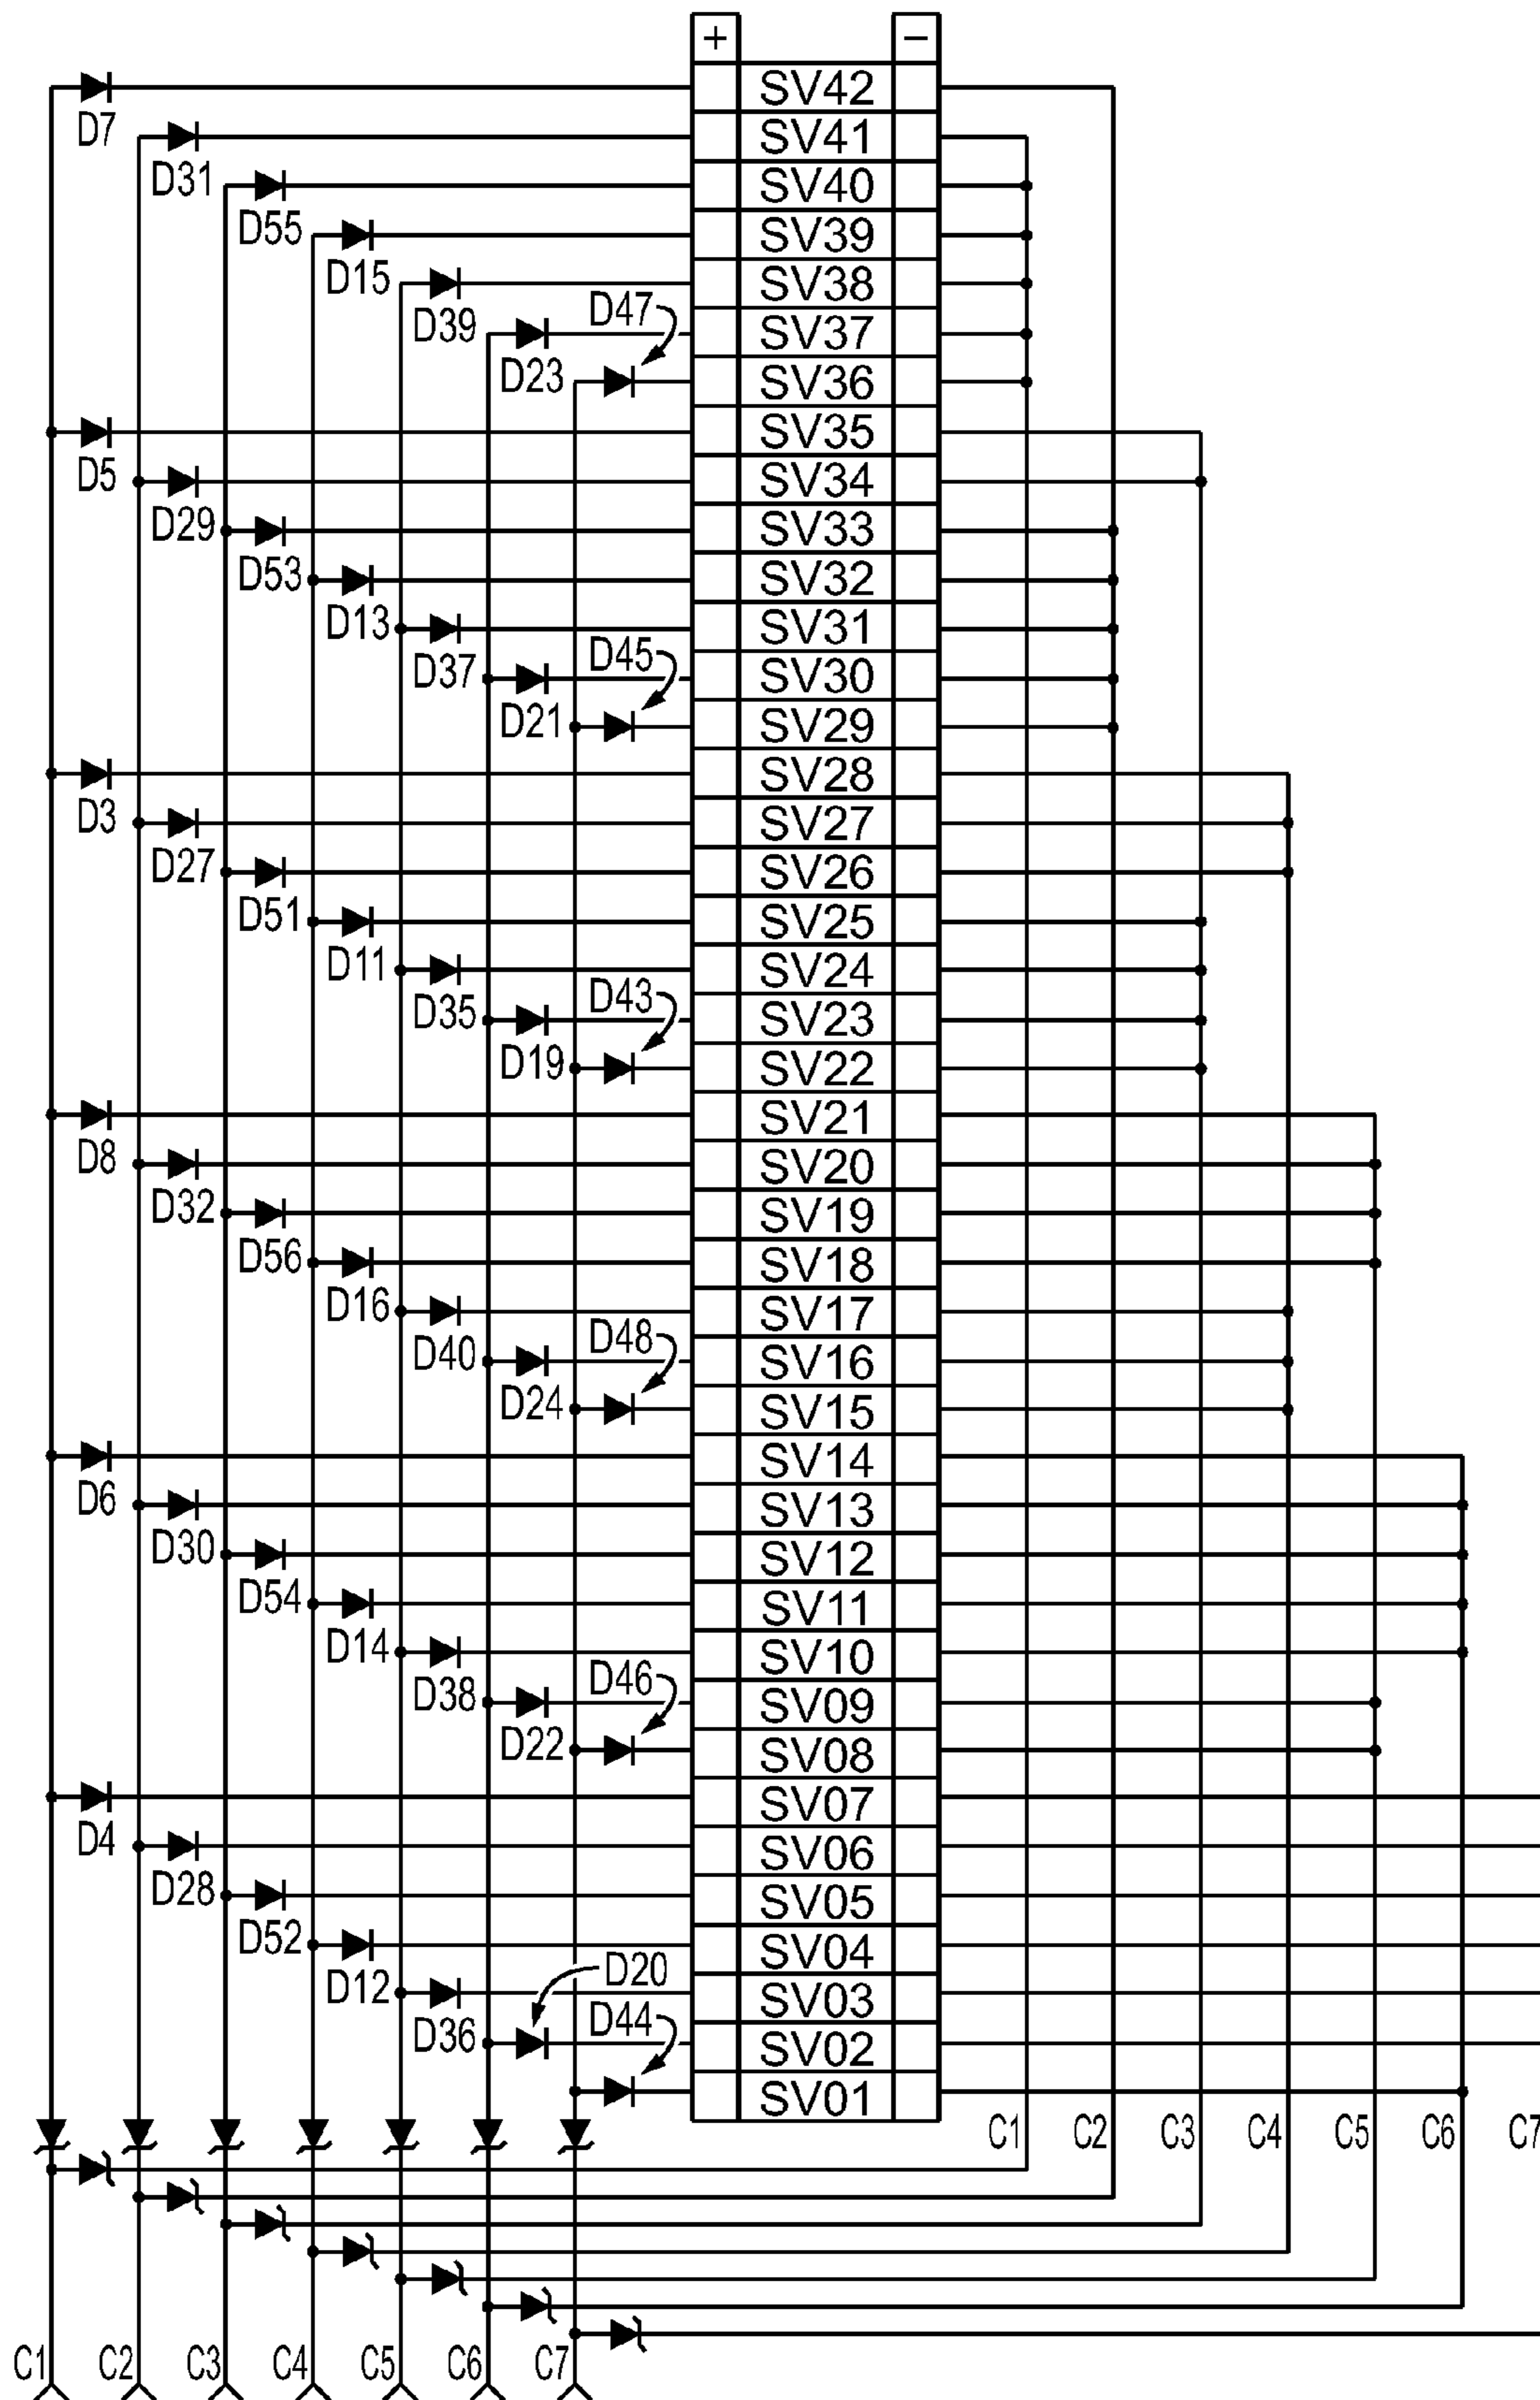 + −
SV42
D7
SV41
D31
SV40
D55
SV39
D15
SV38
D39
D47
SV37
D23
SV36
SV35
D5
SV34
D29
SV33
D53
SV32
D13
SV31
D37
D45
SV30
D21
SV29
SV28
D3
SV27
D27
SV26
D51
SV25
D11
SV24
D35
D43
SV23
D19
SV22
SV21
D8
SV20
D32
SV19
D56
SV18
D16
SV17
D40
D48
SV16
D24
SV15
SV14
D6
SV13
D30
SV12
D54
SV11
D14
SV10
D38
D46
SV09
D22
SV08
SV07
D4
SV06
D28
SV05
D52
SV04
D12
D20
SV03
D36
D44
SV02
SV01
C1 C2 C3 C4 C5 C6 C7
C1 C2 C3 C4 C5 C6 C7